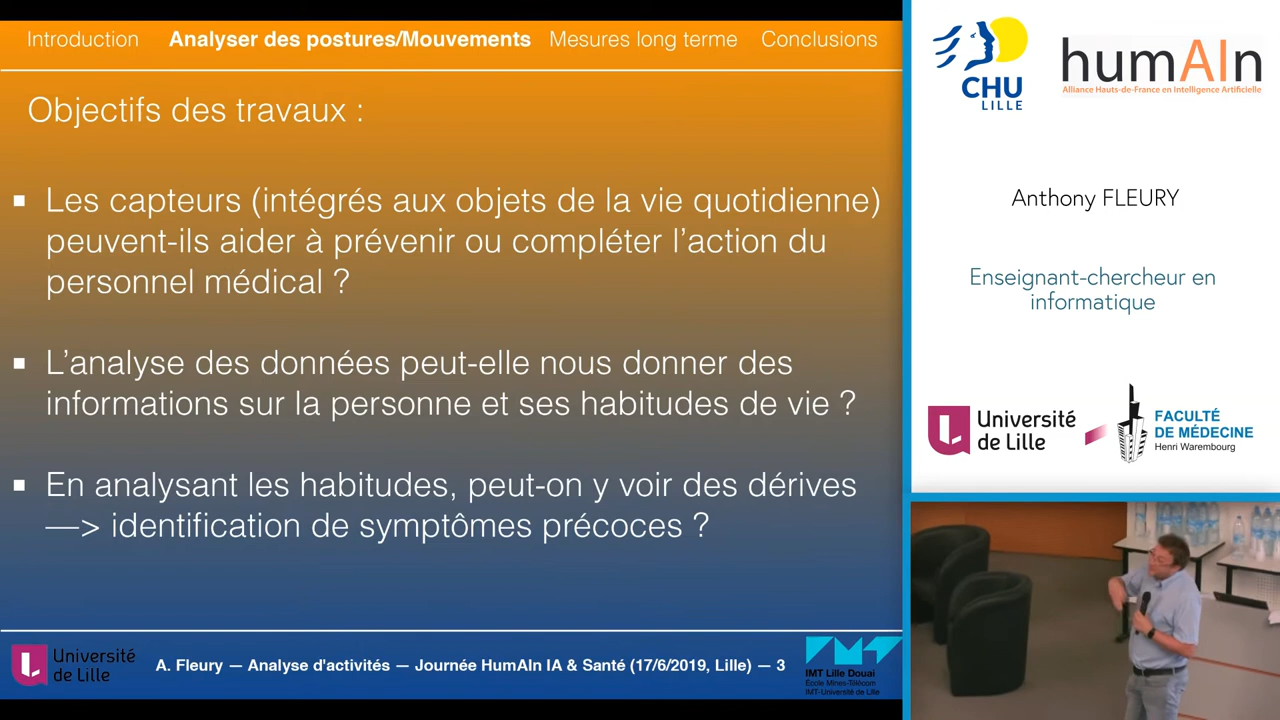 Introduction Analyser des postures/Mouvements Mesures long terme Conclusions
Objectifs des travaux :
▪ Les capteurs (intégrés aux objets de la vie quotidienne)
peuvent-ils aider à prévenir ou compléter l’action du
personnel médical ?
▪ L’analyse des données peut-elle nous donner des
informations sur la personne et ses habitudes de vie ?
▪ En analysant les habitudes, peut-on y voir des dérives
—> identification de symptômes précoces ?
Université
de Lille
A. Fleury — Analyse d'activités — Journée HumAIn IA & Santé (17/6/2019, Lille) — 3
IMT Lille Douai
École Mines-Télécom
IMT-Université de Lille
CHU
LILLE
humAIn
Alliance Hauts-de-France en Intelligence Artificielle
Anthony FLEURY
Enseignant-chercheur en
informatique
Université
de Lille
FACULTÉ
DE MÉDECINE
Henri Warembourg